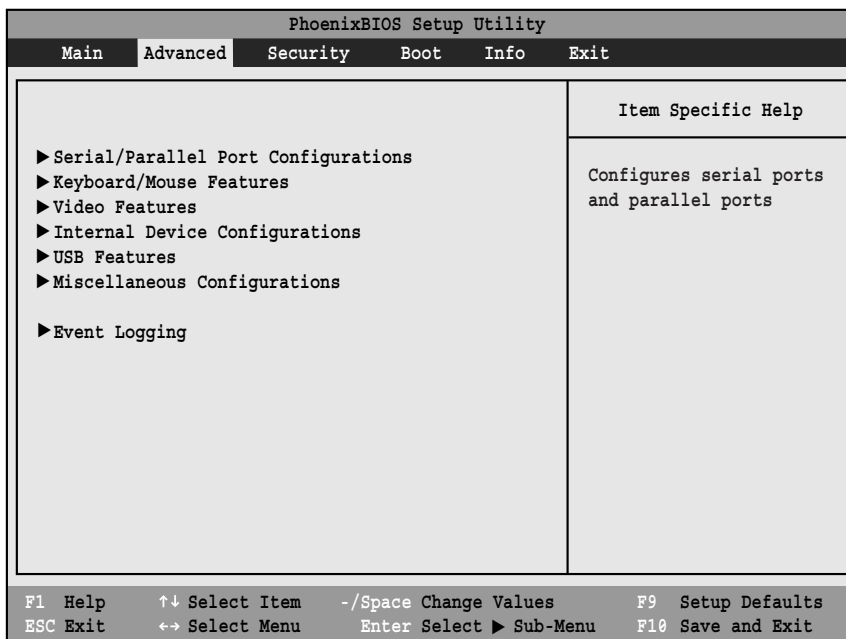 PhoenixBIOS Setup Utility
Main Advanced Security Boot Info Exit
Item Specific Help
Configures serial ports
and parallel ports
▶Serial/Parallel Port Configurations
▶Keyboard/Mouse Features
▶Video Features
▶Internal Device Configurations
▶USB Features
▶Miscellaneous Configurations
▶Event Logging
F1 Help ↑↓ Select Item -/Space Change Values F9 Setup Defaults
ESC Exit ←→ Select Menu Enter Select ▶ Sub-Menu F10 Save and Exit